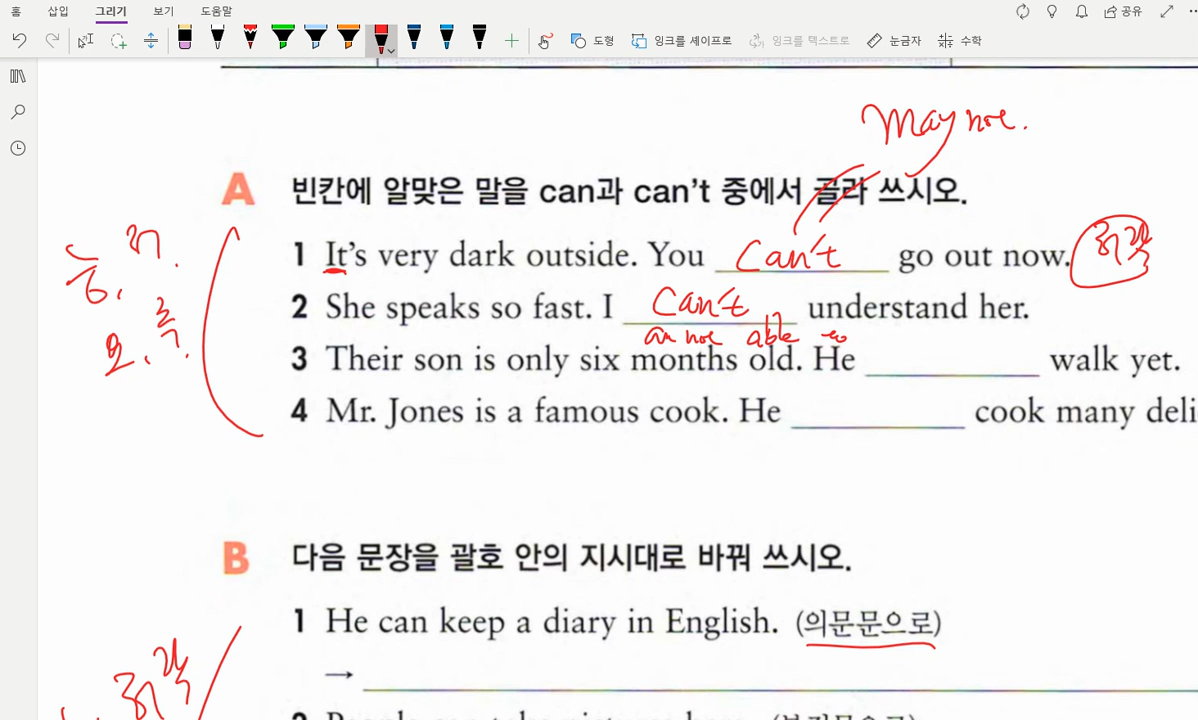 홈 삽입 그리기 보기 도움말 공유
도형 잉크를 셰이프로 잉크를 텍스트로 눈금자 수학
May not.
A 빈칸에 알맞은 말을 can과 can't 중에서 골라 쓰시오.
1 It's very dark outside. You can't go out now. 허락
2 She speaks so fast. I can't understand her.
am not able to
3 Their son is only six months old. He walk yet.
4 Mr. Jones is a famous cook. He cook many deli
B 다음 문장을 괄호 안의 지시대로 바꿔 쓰시오.
1 He can keep a diary in English. (의문문으로)
→